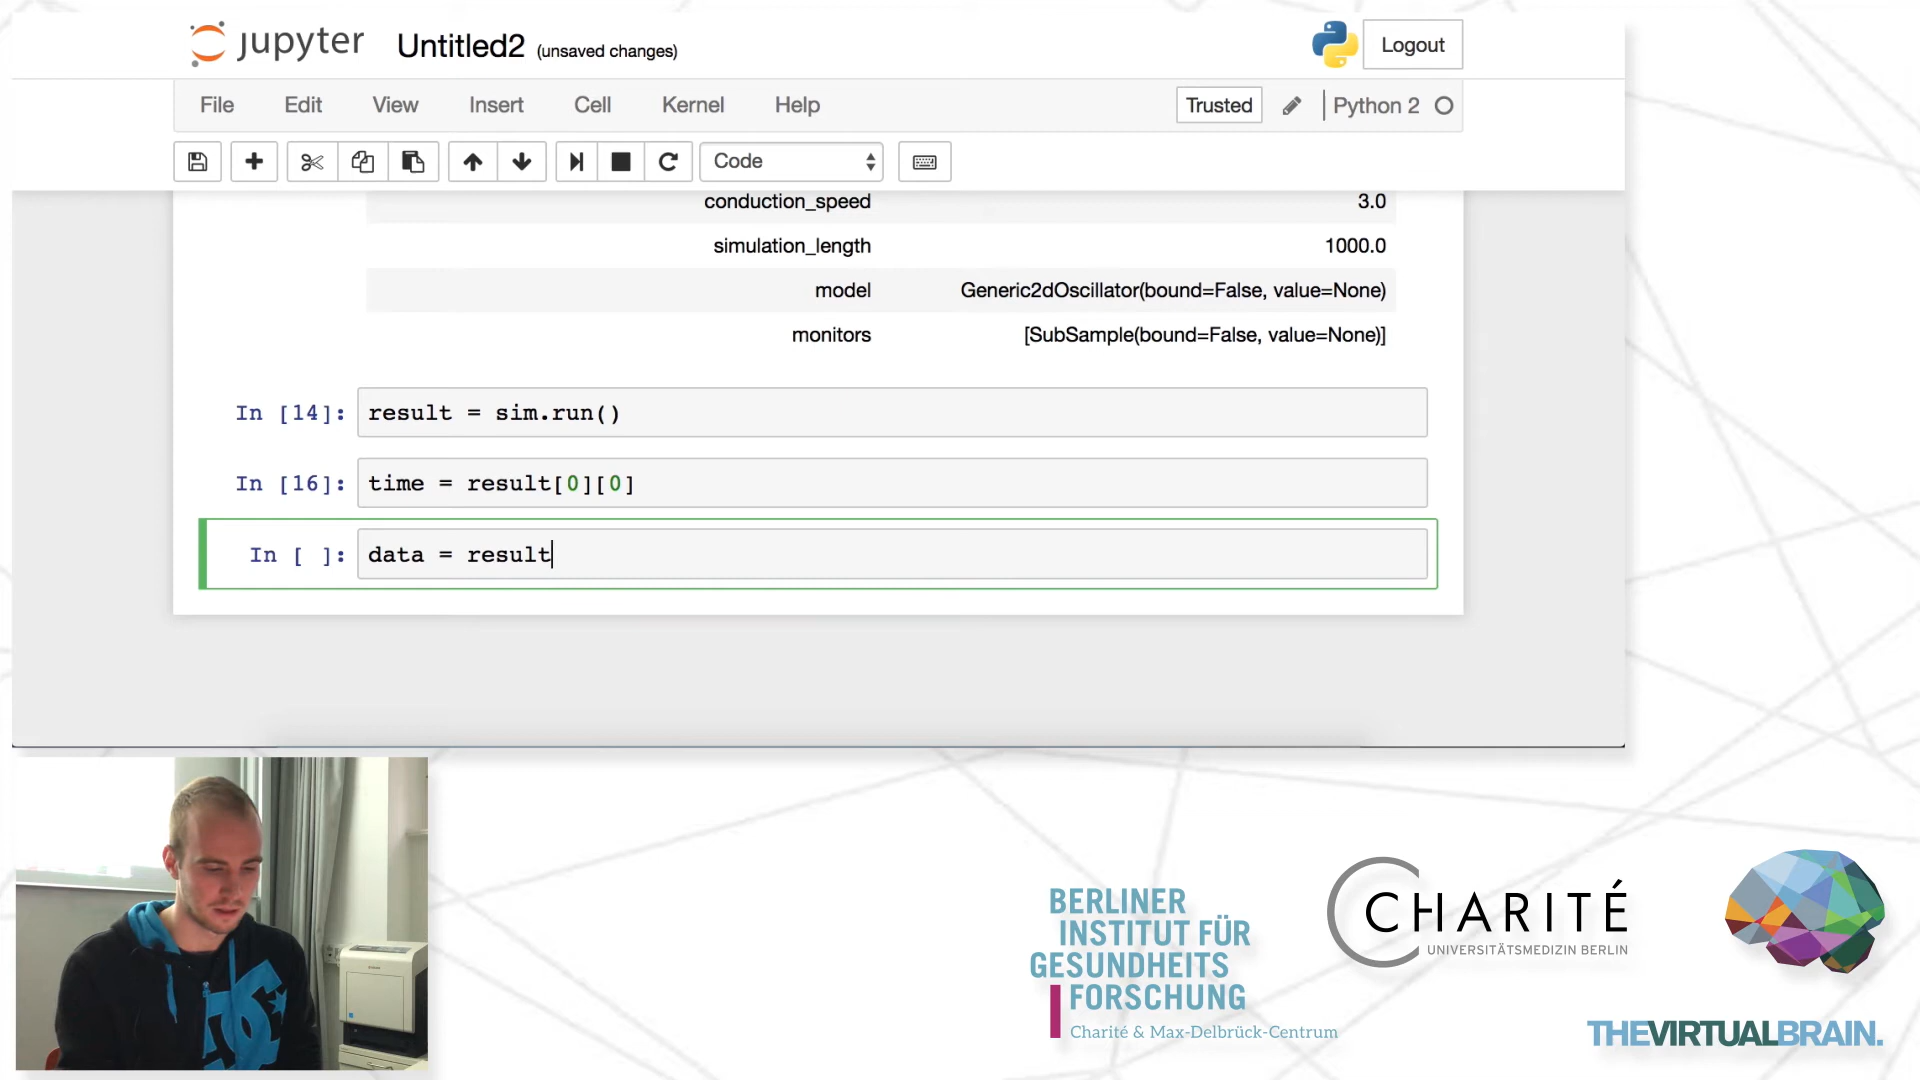 jupyter Untitled2 (unsaved changes) Logout
File Edit View Insert Cell Kernel Help Trusted Python 2
Code
conduction_speed 3.0
simulation_length 1000.0
model Generic2dOscillator(bound=False, value=None)
monitors [SubSample(bound=False, value=None)]
In [14]: result = sim.run()
In [16]: time = result[0][0]
In [ ]: data = result
BERLINER
INSTITUT FÜR
GESUNDHEITS
FORSCHUNG
Charité & Max-Delbrück-Centrum
CHARITÉ
UNIVERSITÄTSMEDIZIN BERLIN
THEVIRTUALBRAIN.